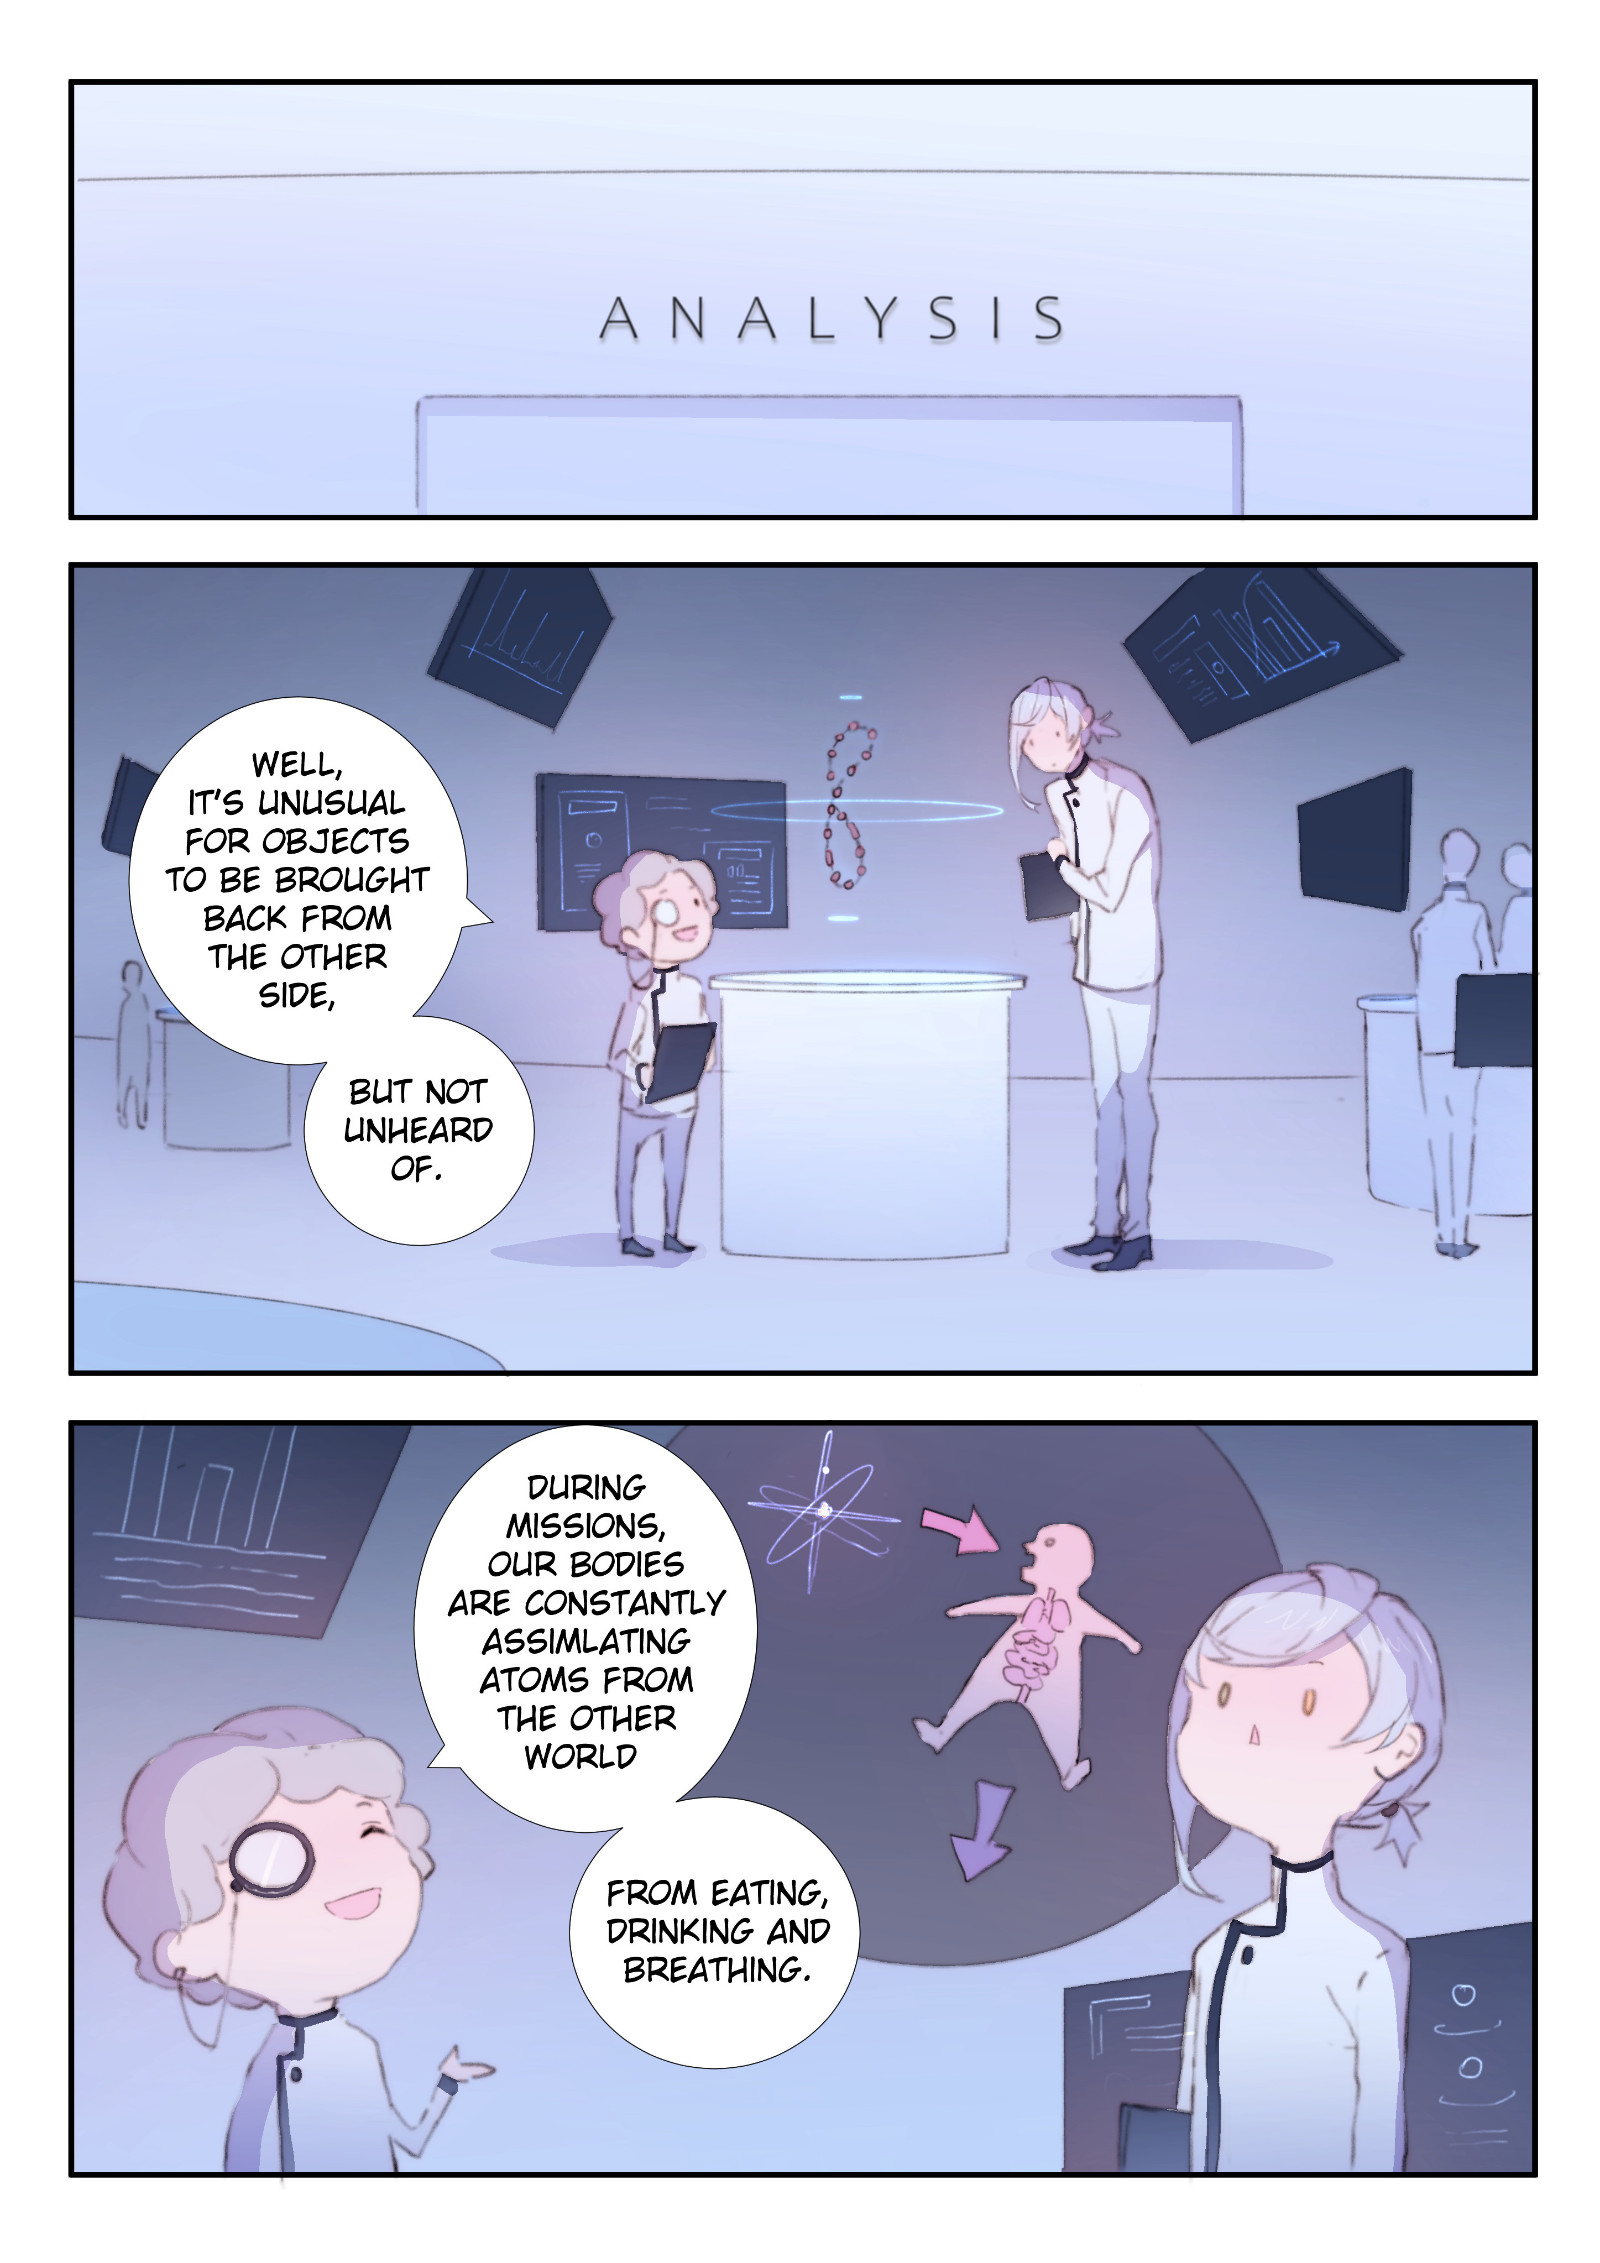 ANALYSIS
WELL,
IT'S UNUSUAL
FOR OBJECTS
TO BE BROUGHT
BACK FROM
THE OTHER
SIDE,
BUT NOT
UNHEARD
OF.
DURING
MISSIONS,
OUR BODIES
ARE CONSTANTLY
ASSIMLATING
ATOMS FROM
THE OTHER
WORLD
FROM EATING,
DRINKING AND
BREATHING.